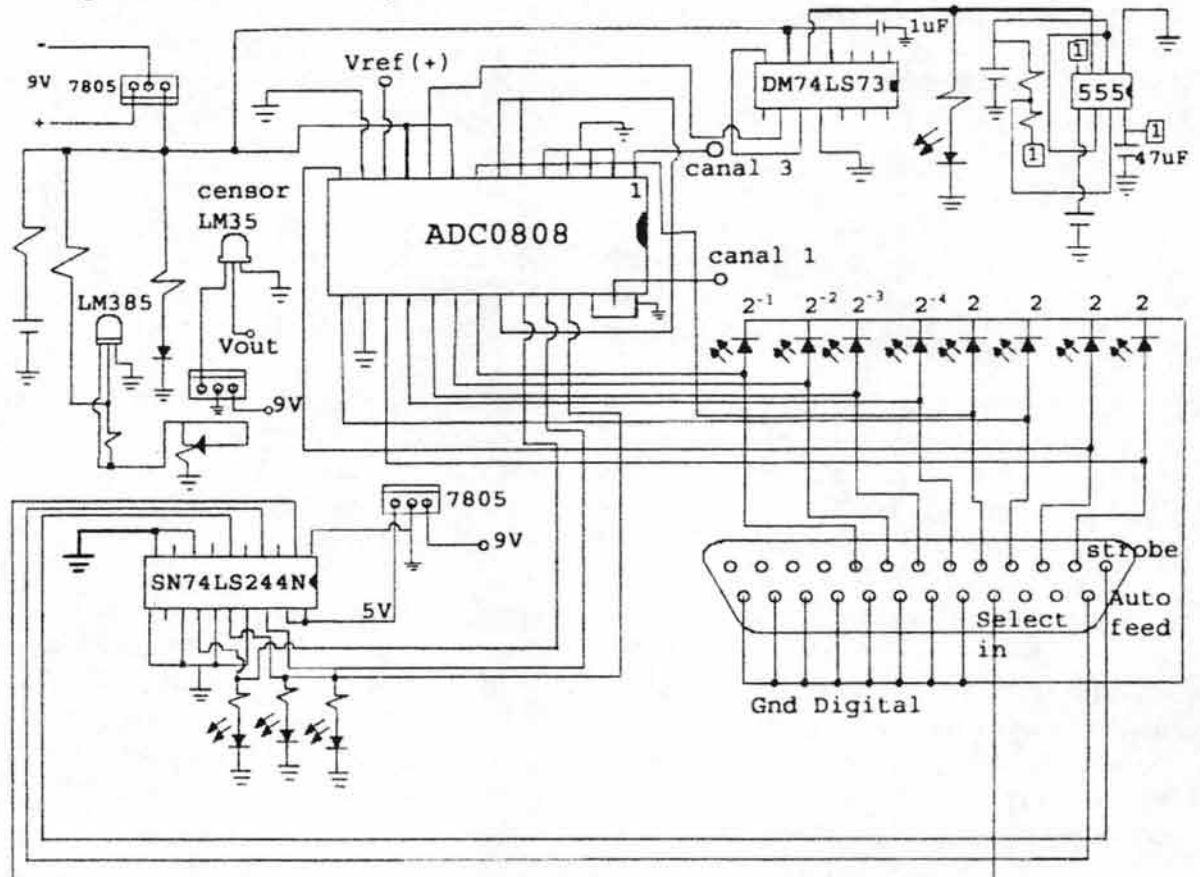 1uF
Vref(+)
DM74LS73
1
555
1
1
47uF
-
9V 7805
+
canal 3
1
censor
LM35
ADC0808
canal 1
LM385
Vout
9V
2-1 2-2 2-3 2-4 2 2 2 2
7805
9V
SN74LS244N
5V
strobe
Auto
feed
Select
in
Gnd Digital